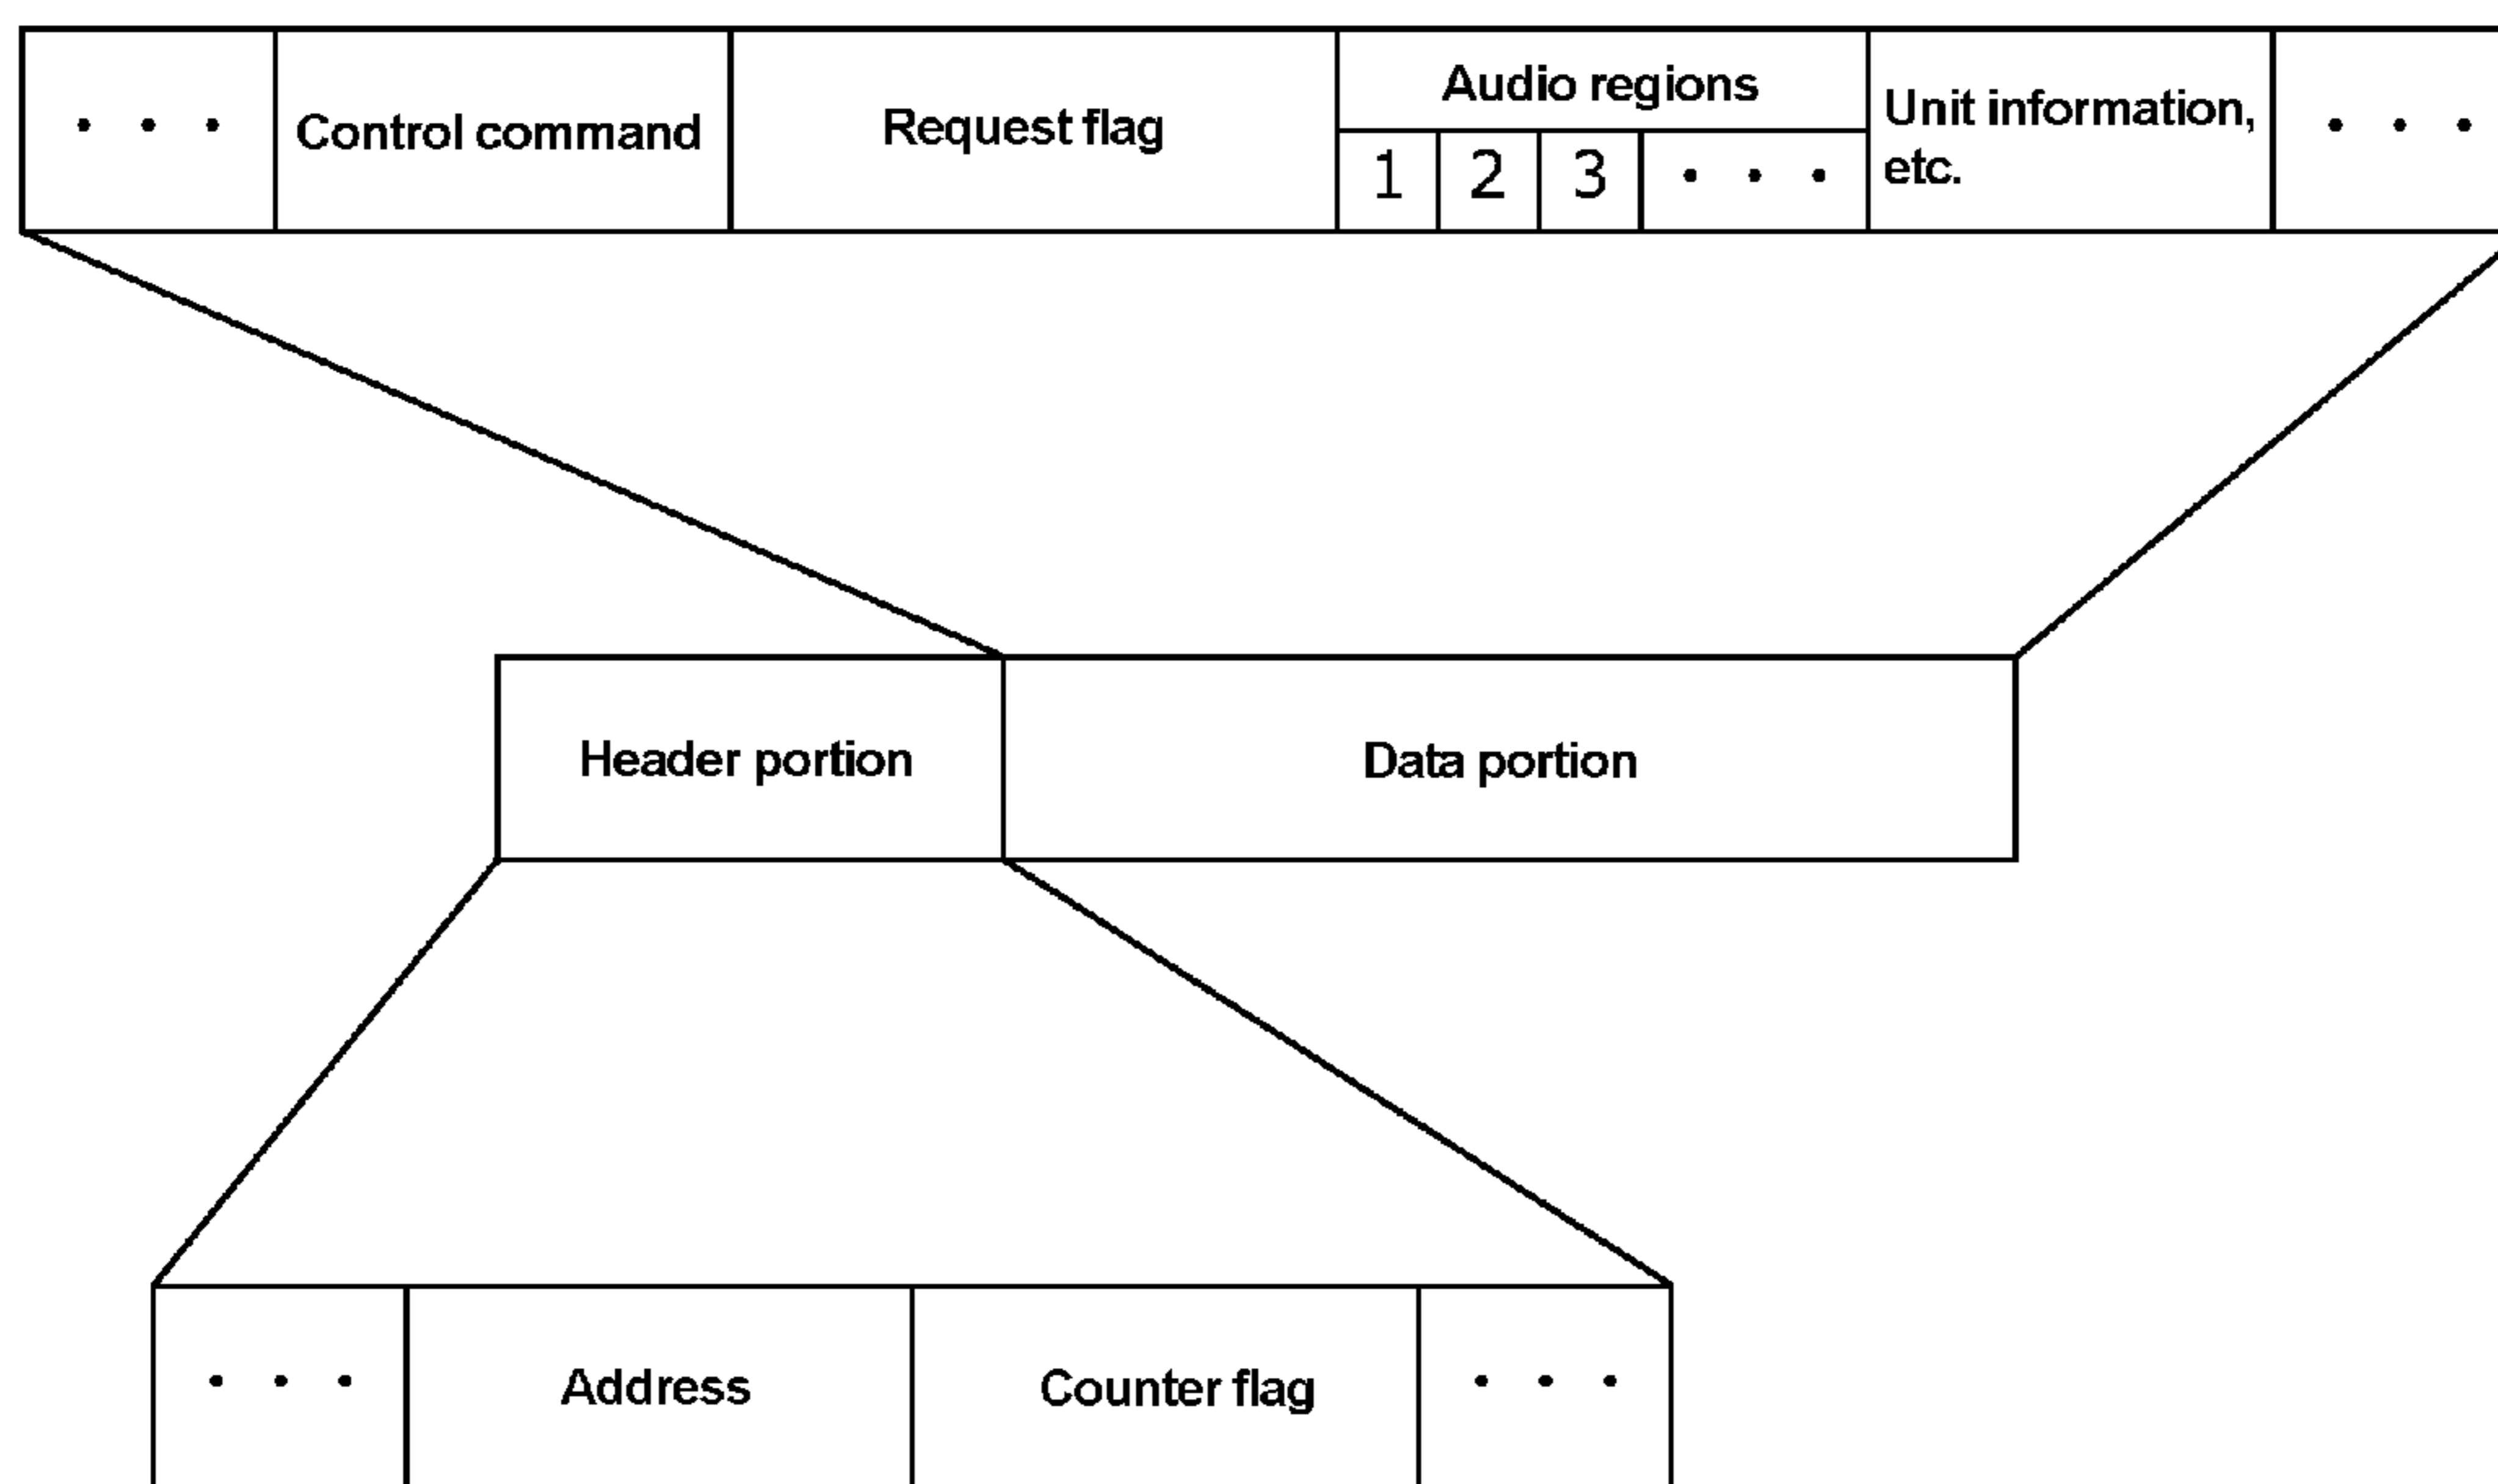 • • •
Control command
Request flag
Audio regions
1 2 3 • • •
Unit information,
etc.
• • •
Header portion
Data portion
• • •
Address
Counter flag
• • •